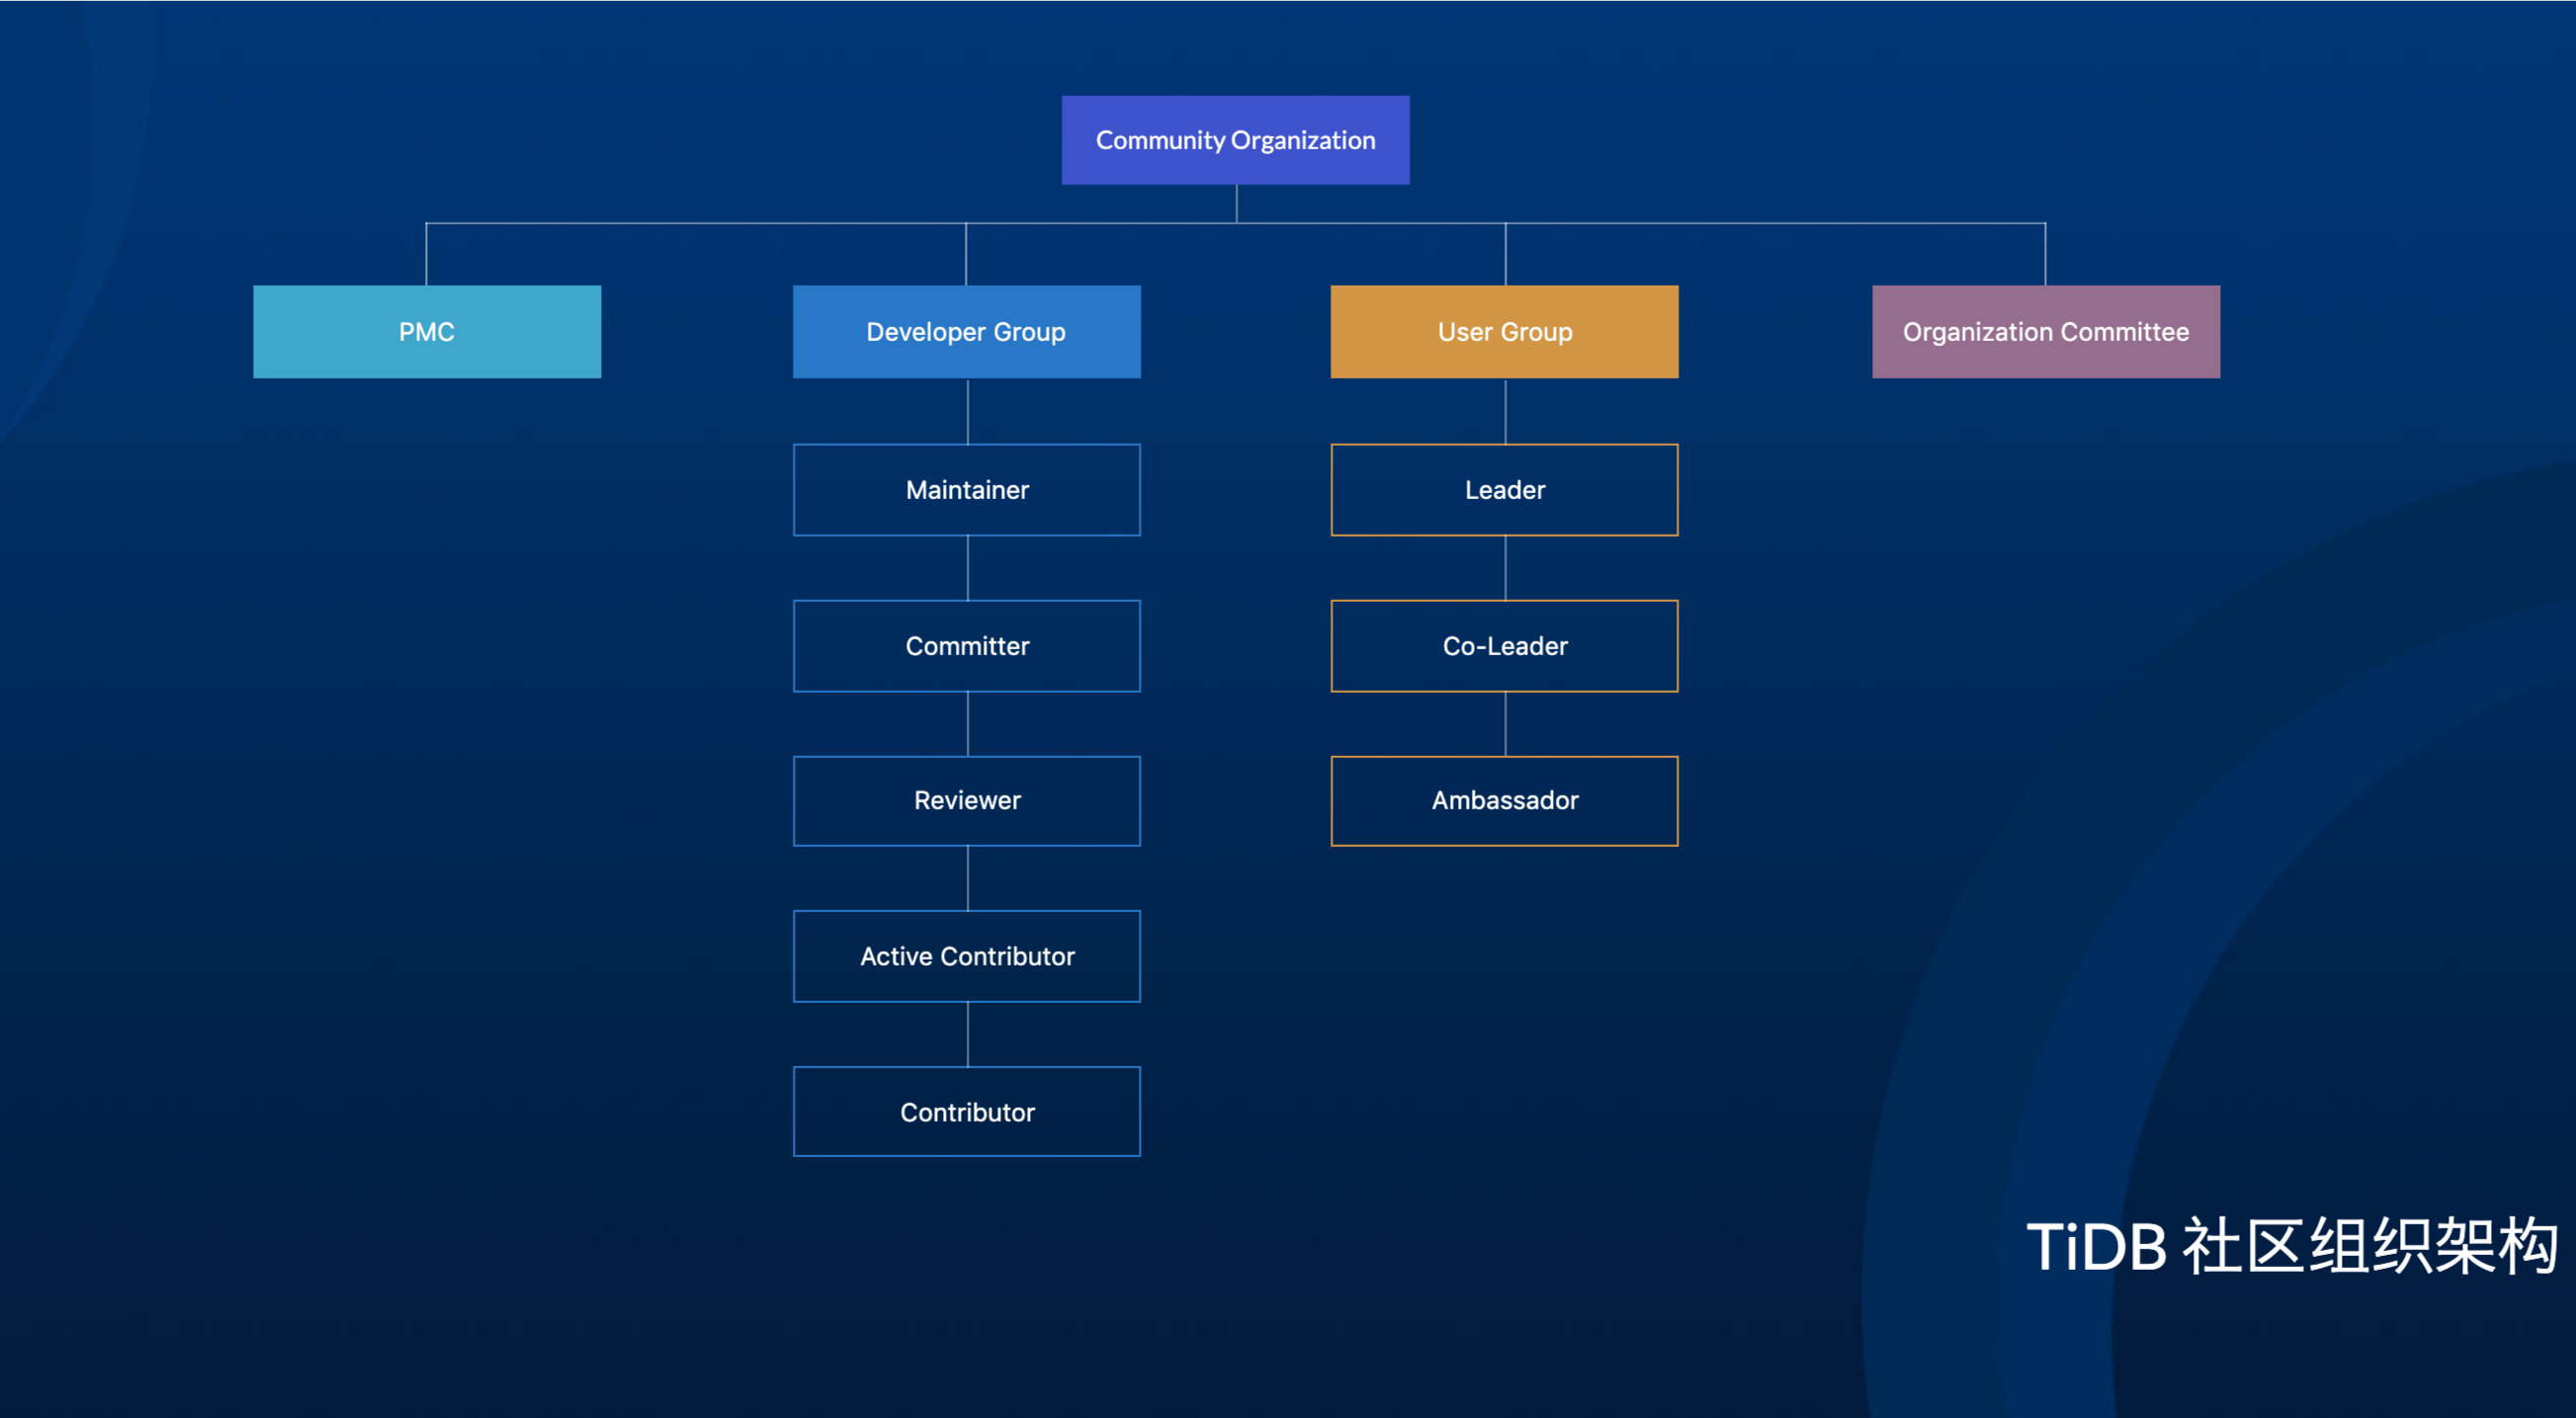 Community Organization
PMC
Developer Group
User Group
Organization Committee
Maintainer
Leader
Committer
Co-Leader
Reviewer
Ambassador
Active Contributor
Contributor
TiDB 社区组织架构